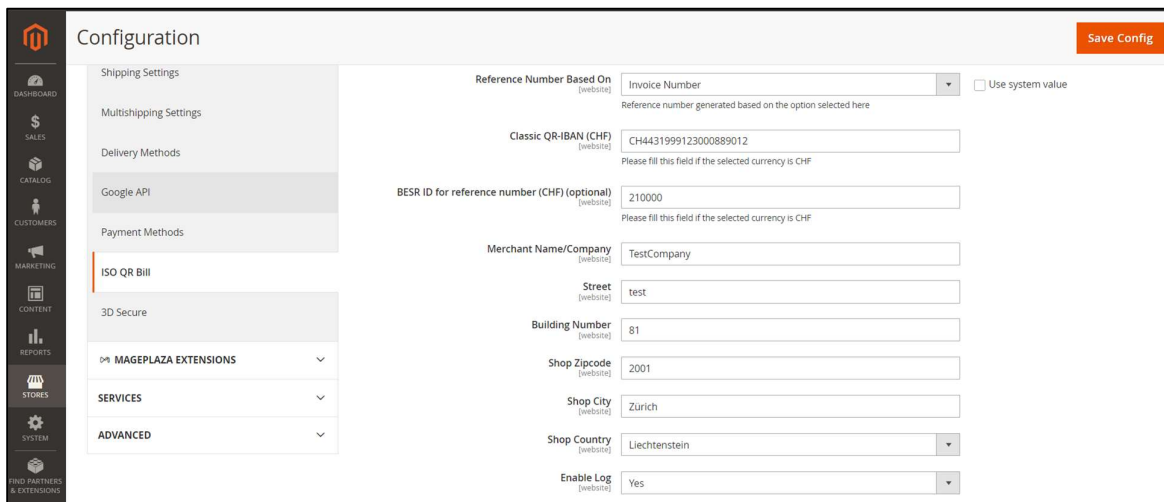 Configuration
Save Config
DASHBOARD
SALES
CATALOG
CUSTOMERS
MARKETING
CONTENT
REPORTS
STORES
SYSTEM
FIND PARTNERS
& EXTENSIONS
Shipping Settings
Multishipping Settings
Delivery Methods
Google API
Payment Methods
ISO QR Bill
3D Secure
MAGEPLAZA EXTENSIONS
SERVICES
ADVANCED
Reference Number Based On
[website]
Invoice Number
Use system value
Reference number generated based on the option selected here
Classic QR-IBAN (CHF)
[website]
CH4431999123000889012
Please fill this field if the selected currency is CHF
BESR ID for reference number (CHF) (optional)
[website]
210000
Please fill this field if the selected currency is CHF
Merchant Name/Company
[website]
TestCompany
Street
[website]
test
Building Number
[website]
81
Shop Zipcode
[website]
2001
Shop City
[website]
Zürich
Shop Country
[website]
Liechtenstein
Enable Log
[website]
Yes